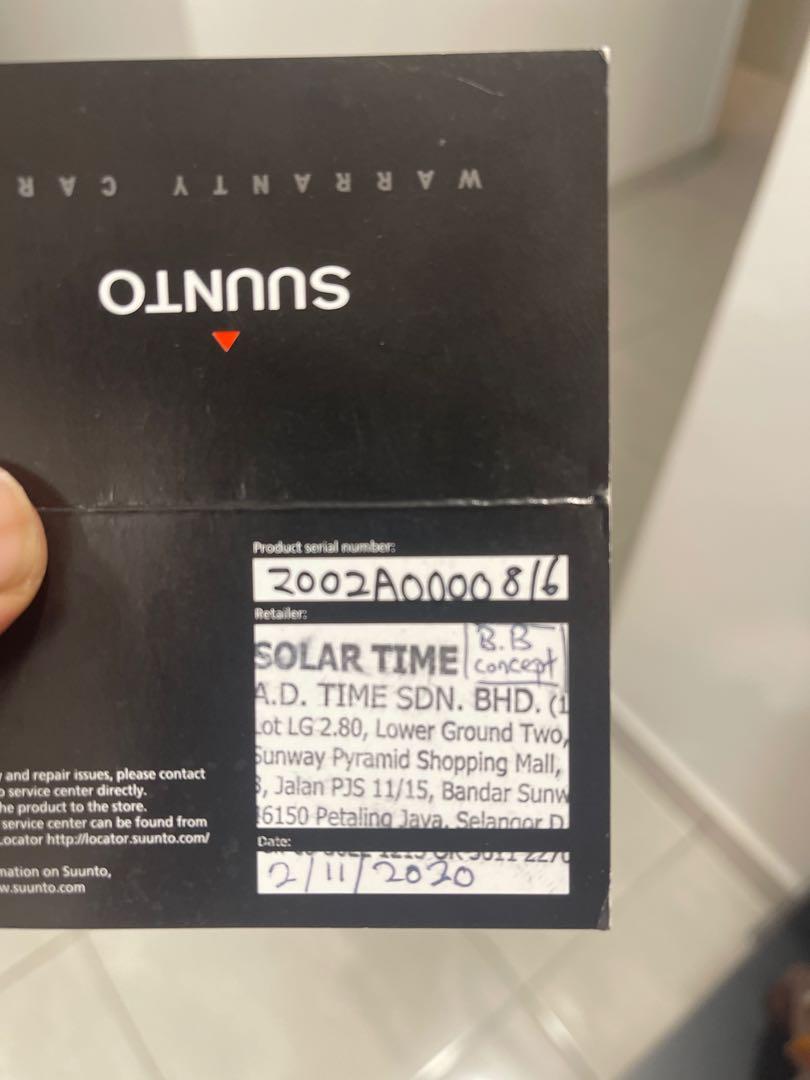 WARRANTY CAR
SUUNTO
Product serial number:
2002A0000816
Retailer:
SOLAR TIME
B.B
concept
A.D. TIME SDN. BHD. (1
Lot LG 2.80, Lower Ground Two,
Sunway Pyramid Shopping Mall,
3, Jalan PJS 11/15, Bandar Sunw
46150 Petaling Jaya, Selangor D
Date:
2/11/2020
and repair issues, please contact
service center directly.
he product to the store.
service center can be found from
Locator http://locator.suunto.com/
mation on Suunto,
w.suunto.com